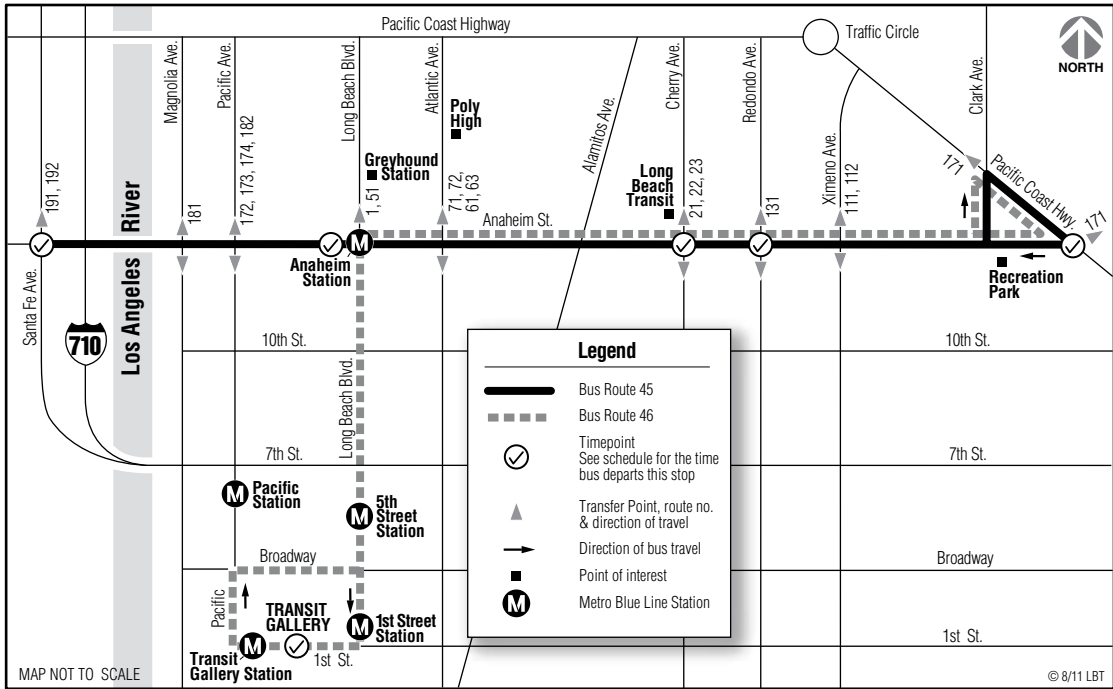 Pacific Coast Highway
Traffic Circle
NORTH
Magnolia Ave.
Pacific Ave.
Long Beach Blvd.
Atlantic Ave.
Alamitos Ave.
Cherry Ave.
Redondo Ave.
Ximeno Ave.
Clark Ave.
Poly
High
Greyhound
Station
Long
Beach
Transit
191, 192
181
172, 173, 174, 182
1, 51
71, 72,
61, 63
21, 22, 23
131
111, 112
171
Pacific Coast Hwy.
171
Anaheim St.
M
Anaheim
Station
Recreation
Park
Santa Fe Ave.
710
Los Angeles River
10th St.
10th St.
Long Beach Blvd.
7th St.
7th St.
M
Pacific
Station
M
5th
Street
Station
Broadway
Broadway
Pacific
TRANSIT
GALLERY
M
1st Street
Station
M
Transit
Gallery Station
1st St.
1st St.
Legend
Bus Route 45
Bus Route 46
Timepoint
See schedule for the time
bus departs this stop
Transfer Point, route no.
& direction of travel
Direction of bus travel
Point of interest
M
Metro Blue Line Station
MAP NOT TO SCALE
© 8/11 LBT